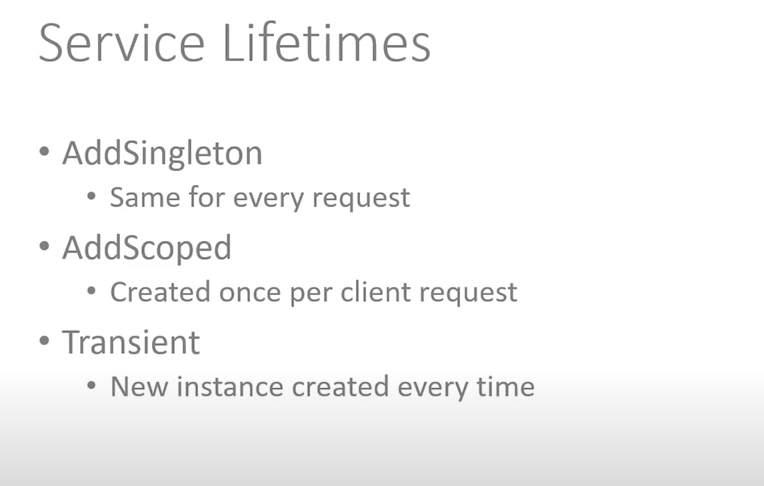 Service Lifetimes
• AddSingleton
• Same for every request
• AddScoped
• Created once per client request
• Transient
• New instance created every time